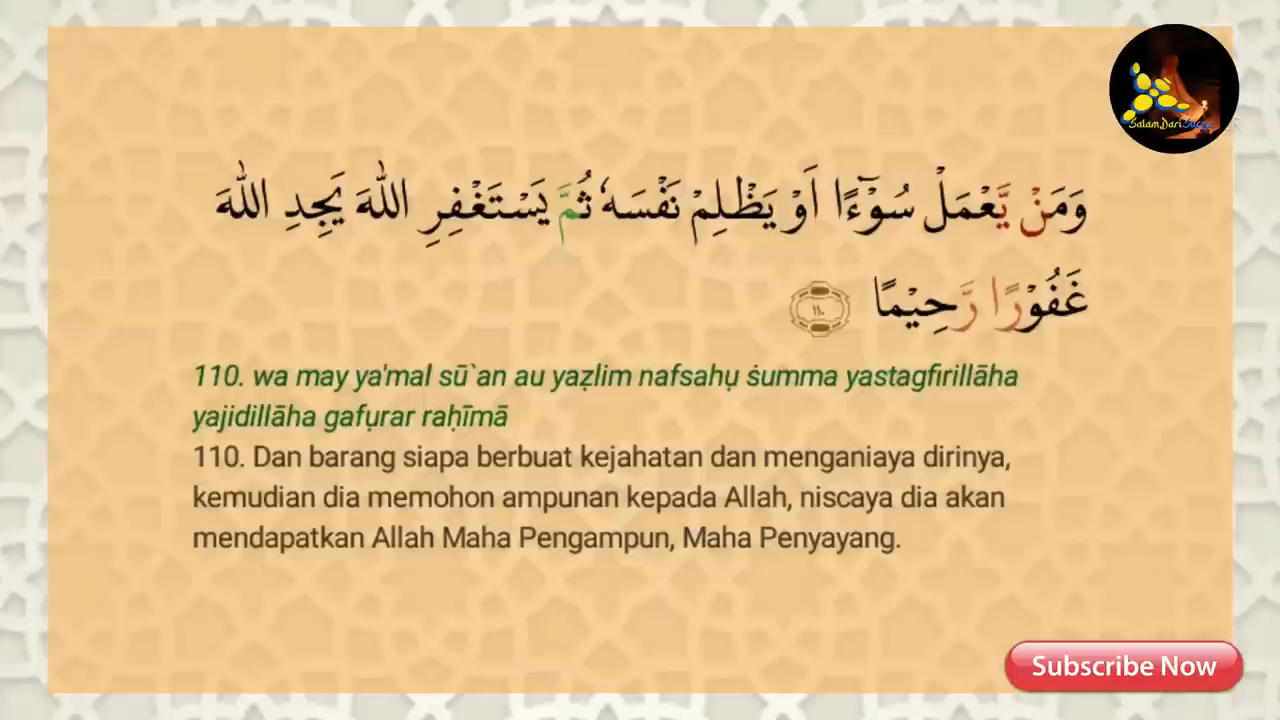 SalamDariSurga
وَمَنْ يَّعْمَلْ سُوْۤءًا اَوْ يَظْلِمْ نَفْسَهٗ ثُمَّ يَسْتَغْفِرِ اللّٰهَ يَجِدِ اللّٰهَ
غَفُوْرًا رَّحِيْمًا ١١٠
110. wa may ya'mal sū`an au yaẓlim nafsahụ ṡumma yastagfirillāha
yajidillāha gafụrar raḥīmā
110. Dan barang siapa berbuat kejahatan dan menganiaya dirinya,
kemudian dia memohon ampunan kepada Allah, niscaya dia akan
mendapatkan Allah Maha Pengampun, Maha Penyayang.
Subscribe Now